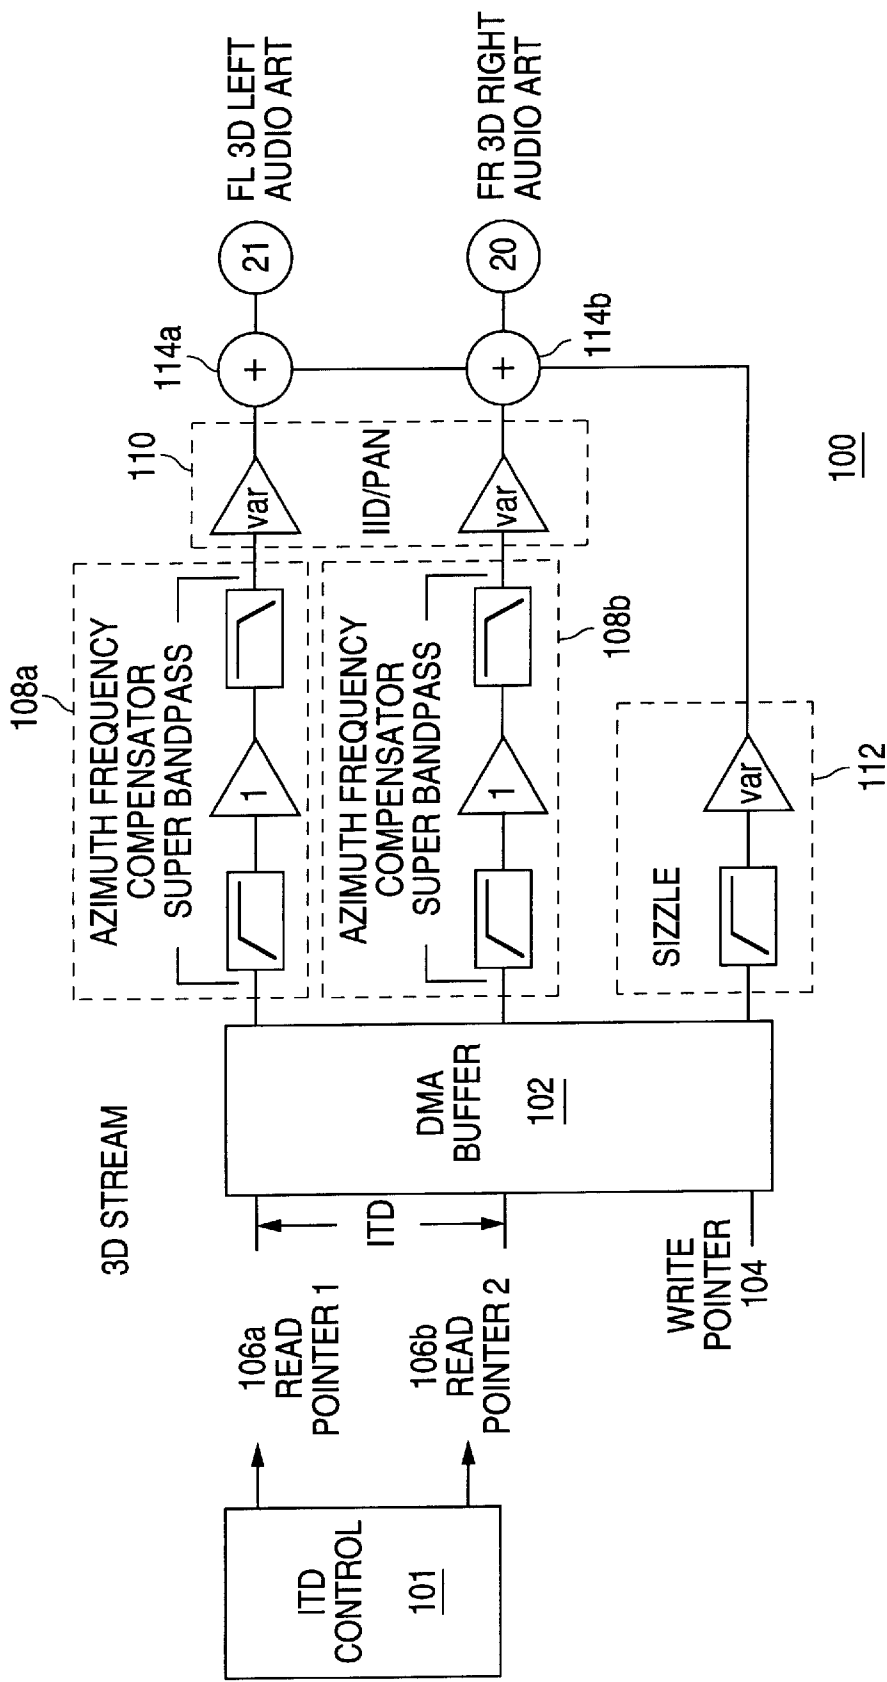 3D STREAM
ITD
CONTROL
101
106a
READ
POINTER 1
106b
READ
POINTER 2
ITD
WRITE
POINTER
104
DMA
BUFFER
102
108a
AZIMUTH FREQUENCY
COMPENSATOR
SUPER BANDPASS
1
AZIMUTH FREQUENCY
COMPENSATOR
SUPER BANDPASS
1
108b
SIZZLE
var
112
110
var
IID/PAN
var
114a
+
+
114b
21
FL 3D LEFT
AUDIO ART
20
FR 3D RIGHT
AUDIO ART
100